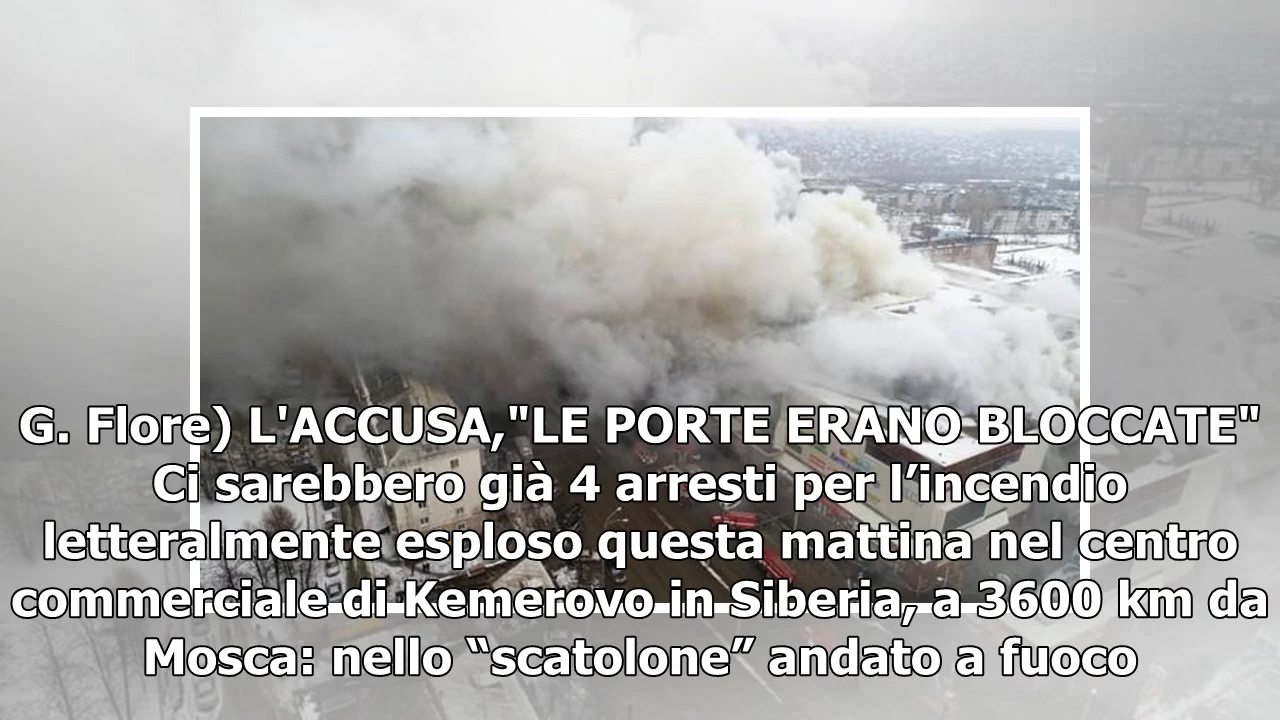 G. Flore) L'ACCUSA,"LE PORTE ERANO BLOCCATE"
Ci sarebbero già 4 arresti per l’incendio
letteralmente esploso questa mattina nel centro
commerciale di Kemerovo in Siberia, a 3600 km da
Mosca: nello “scatolone” andato a fuoco